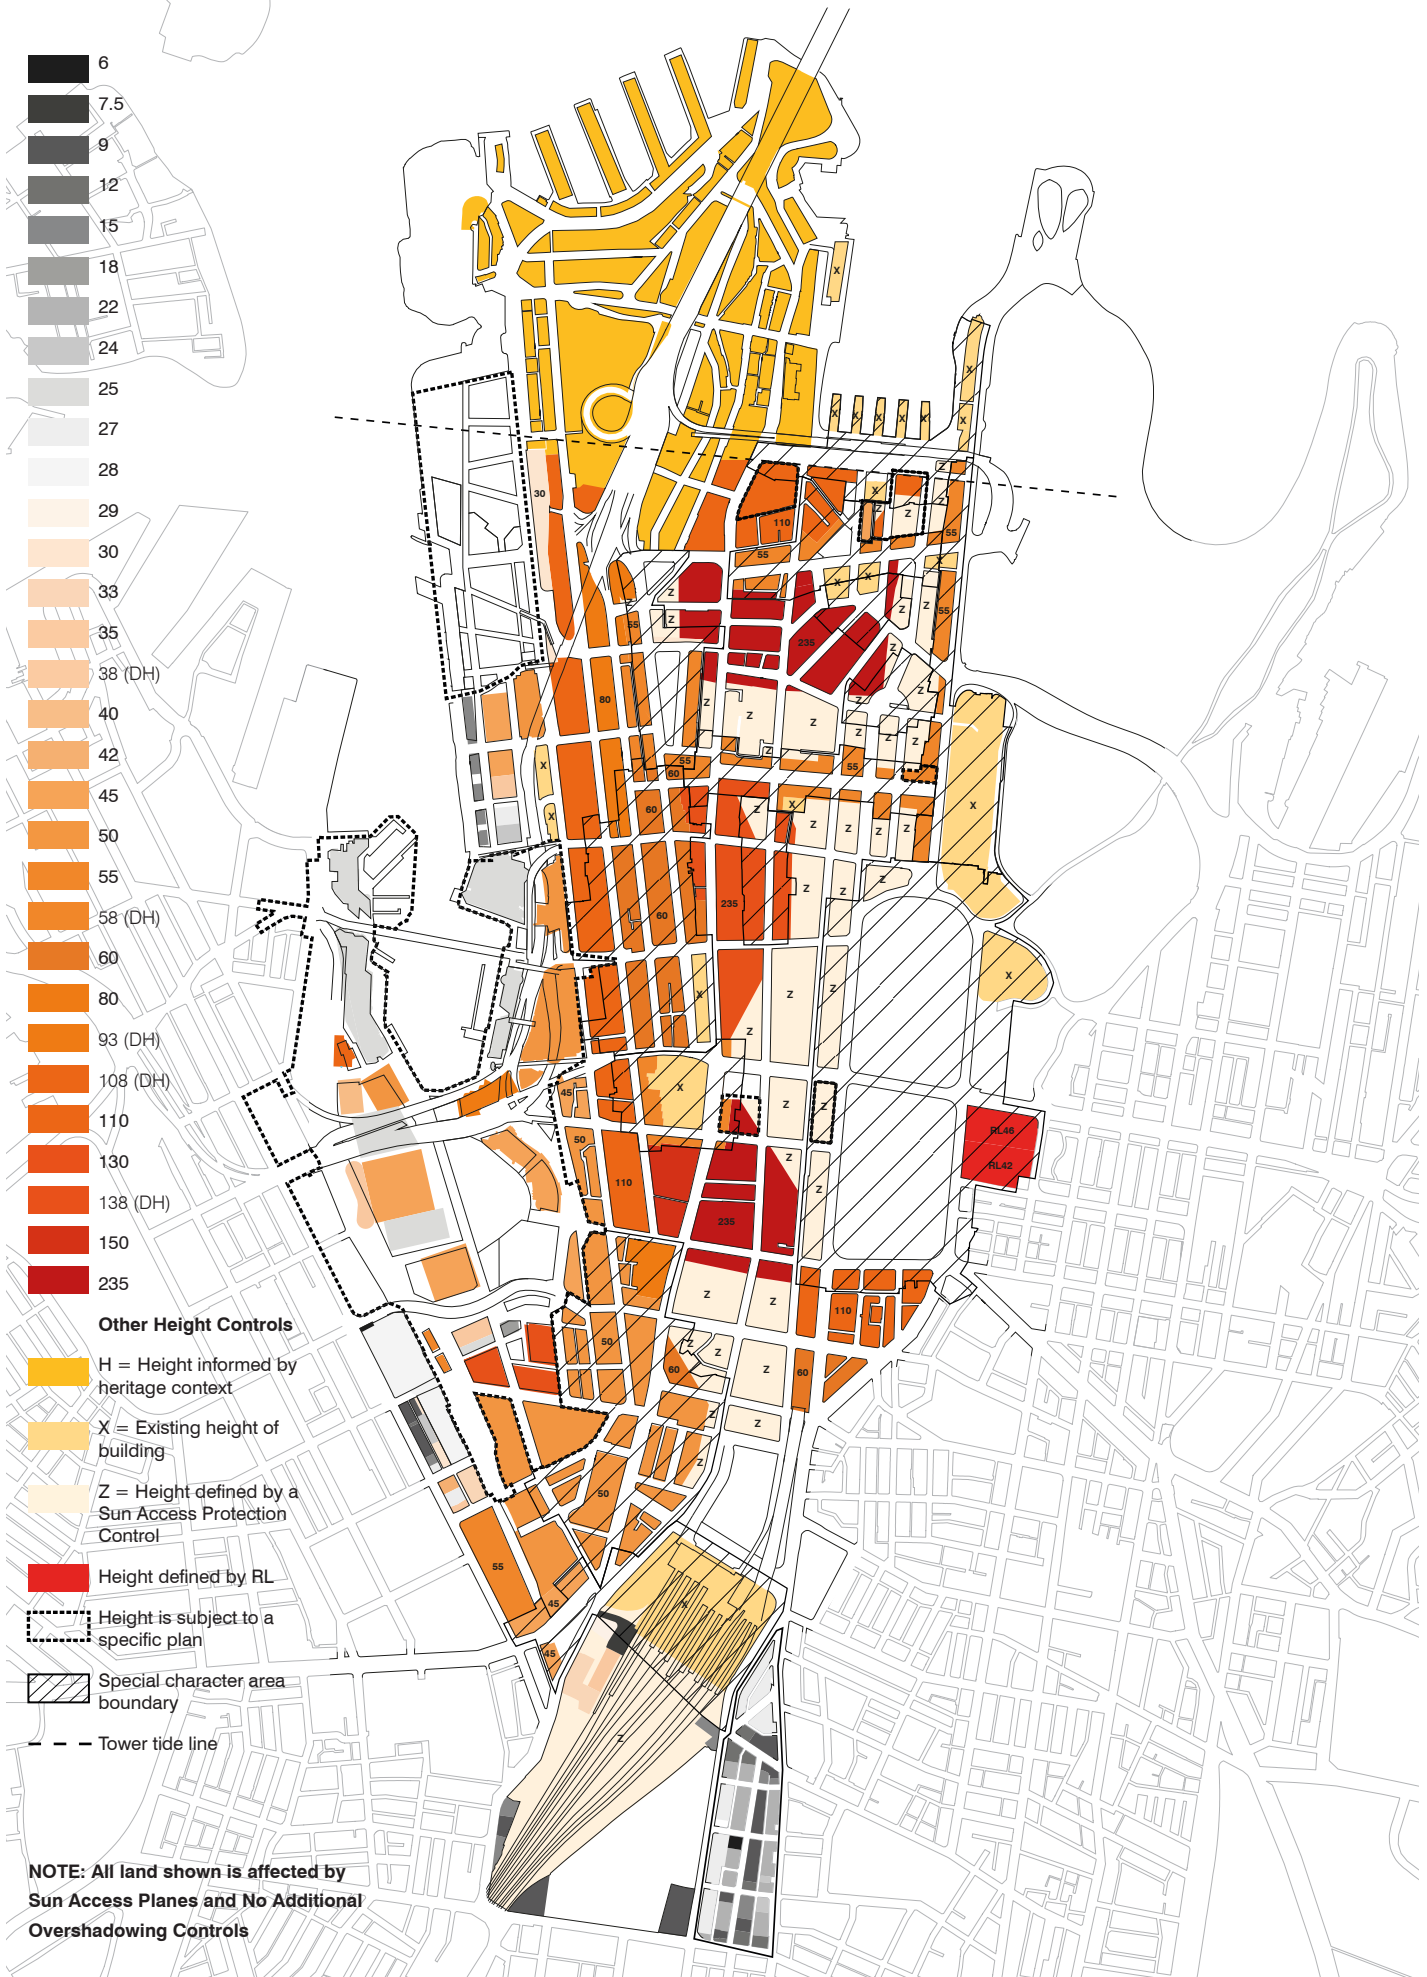 6
7.5
9
12
15
18
22
24
25
27
28
29
30
33
35
38 (DH)
40
42
45
50
55
58 (DH)
60
80
93 (DH)
108 (DH)
110
130
138 (DH)
150
235
Other Height Controls
H = Height informed by
heritage context
X = Existing height of
building
Z = Height defined by a
Sun Access Protection
Control
Height defined by RL
Height is subject to a
specific plan
Special character area
boundary
Tower tide line
NOTE: All land shown is affected by
Sun Access Planes and No Additional
Overshadowing Controls
X
X
X
X X X X X
X
Z
30
X
Z
Z
Z
110
55
55
X
X
X
Z
Z
Z
Z
55
Z
55
Z
235
Z
Z
Z
80
Z
Z
Z
Z
Z
Z
Z
55
55
60
X
X
60
Z
X
Z
Z
Z
Z
X
X
Z
Z
Z
235
60
X
X
Z
Z
Z
45
X
Z
Z
50
RL46
RL42
Z
Z
110
235
Z
Z
110
50
Z
Z
60
Z
60
Z
Z
Z
50
55
45
X
45
Z